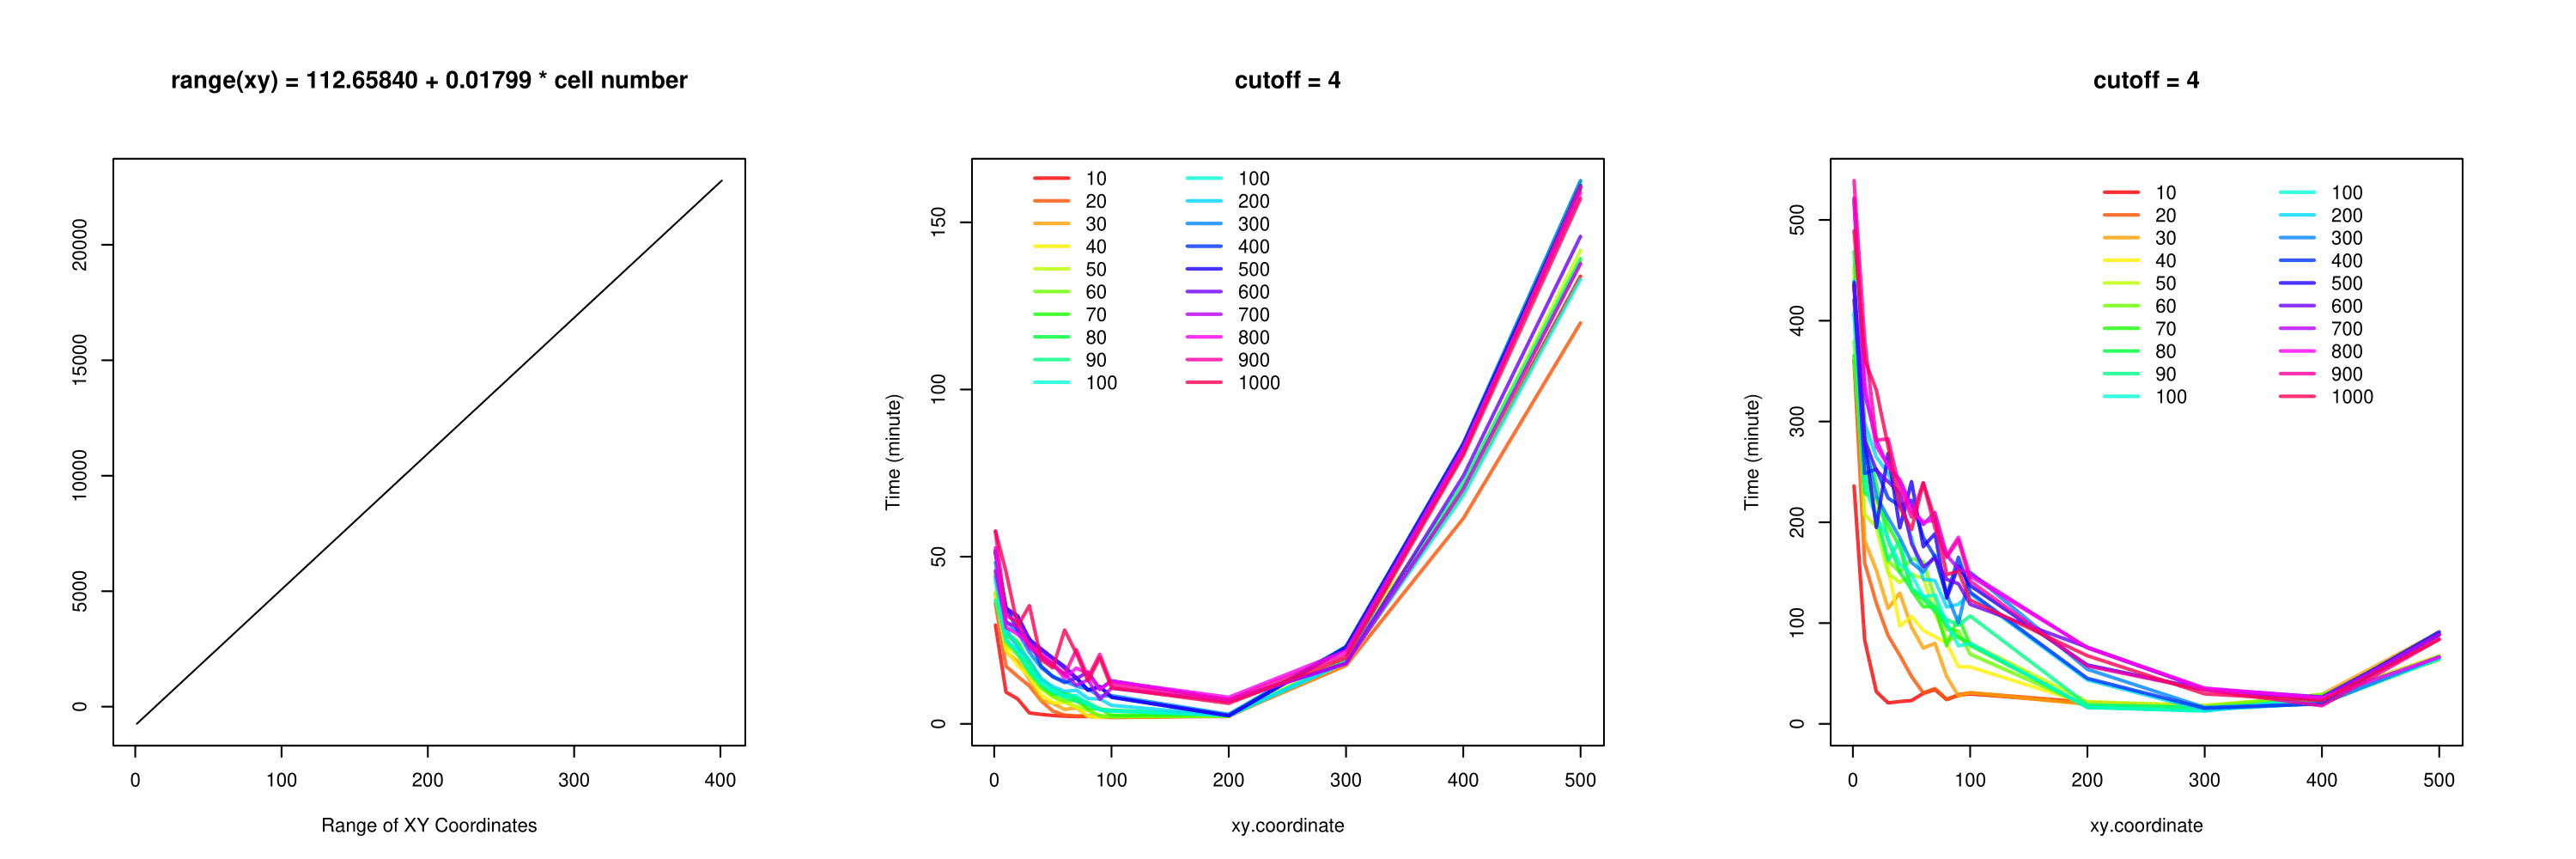 range(xy) = 112.65840 + 0.01799 * cell number
0 5000 10000 15000 20000
0 100 200 300 400
Range of XY Coordinates
cutoff = 4
Time (minute)
0 50 100 150
10 100
20 200
30 300
40 400
50 500
60 600
70 700
80 800
90 900
100 1000
0 100 200 300 400 500
xy.coordinate
cutoff = 4
Time (minute)
0 100 200 300 400 500
10 100
20 200
30 300
40 400
50 500
60 600
70 700
80 800
90 900
100 1000
0 100 200 300 400 500
xy.coordinate